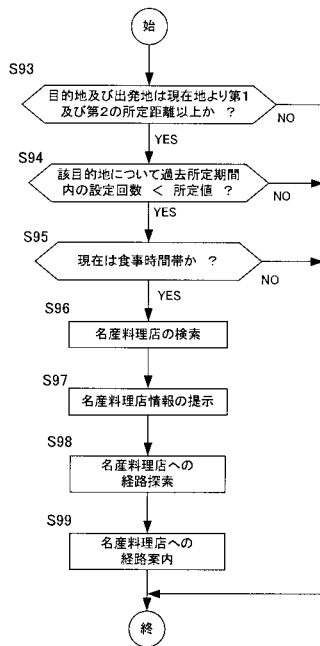 始
S93
目的地及び出発地は現在地より第1
及び第2の所定距離以上か ?
NO
YES
S94
該目的地について過去所定期間
内の設定回数 < 所定値 ?
NO
YES
S95
現在は食事時間帯か ?
NO
YES
S96
名産料理店の検索
S97
名産料理店情報の提示
S98
名産料理店への
経路探索
S99
名産料理店への
経路案内
終